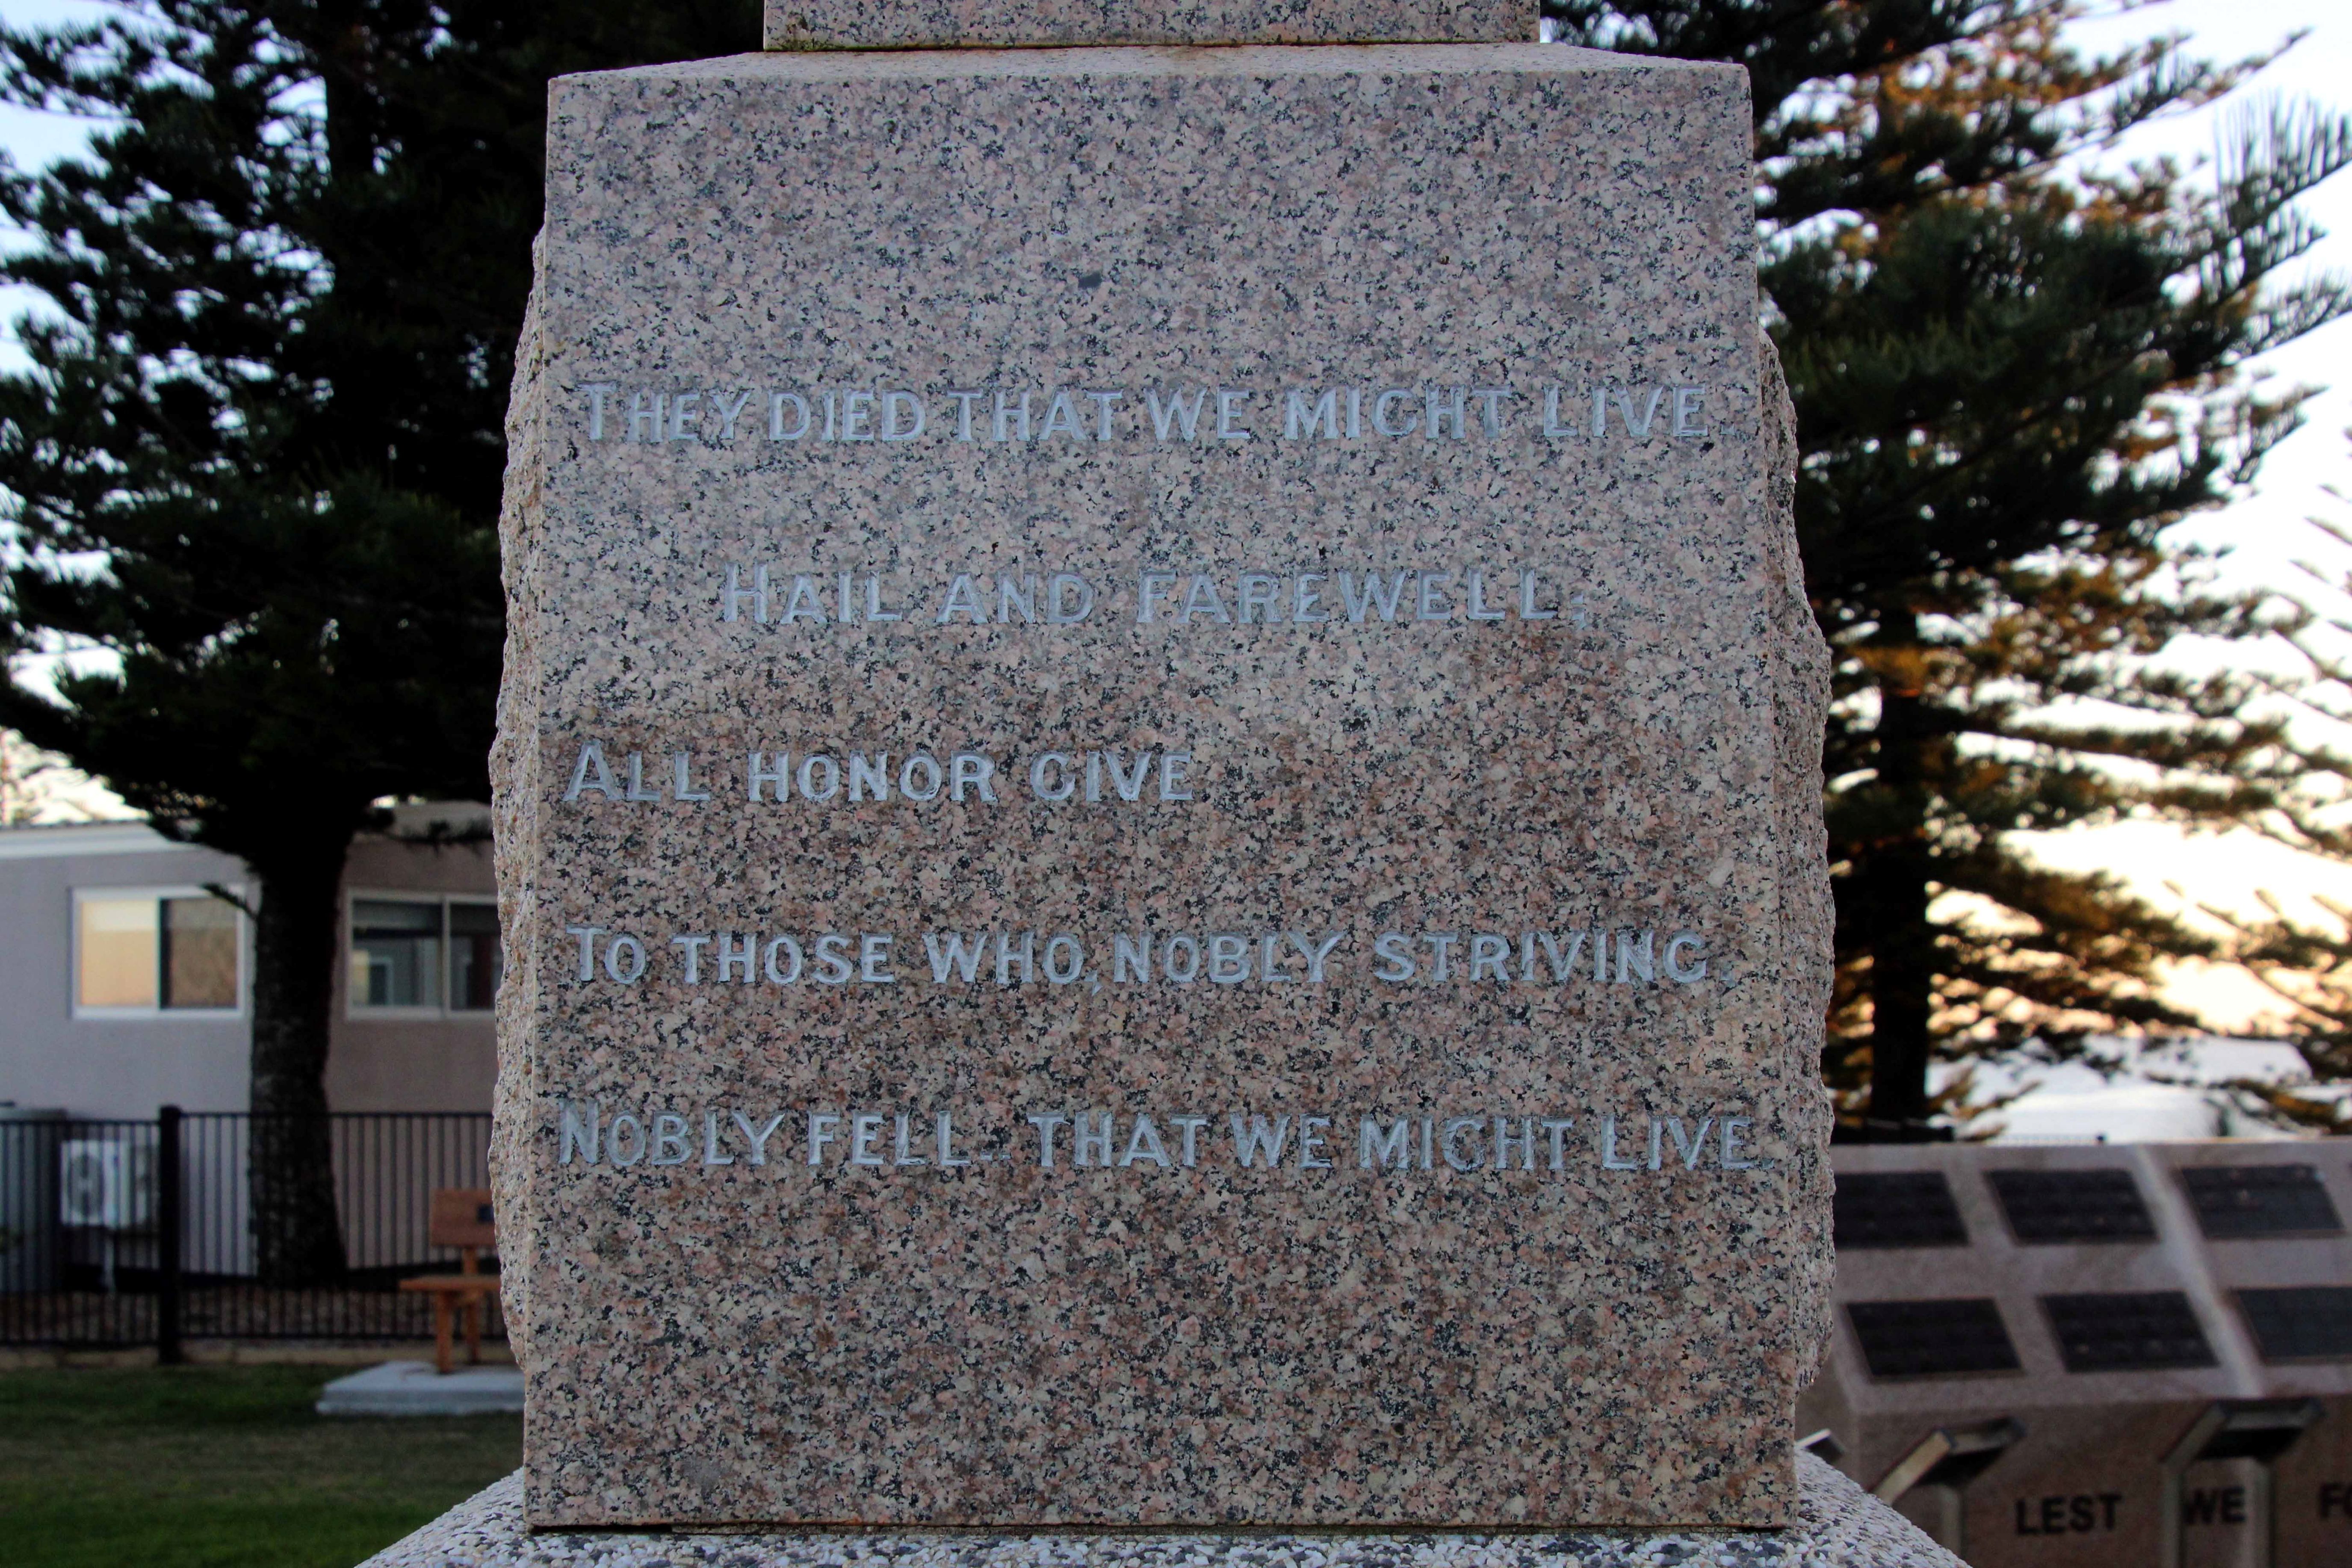 THEY DIED THAT WE MIGHT LIVE.
HAIL AND FAREWELL;
ALL HONOR GIVE
TO THOSE WHO, NOBLY STRIVING,
NOBLY FELL - THAT WE MIGHT LIVE.
LEST WE